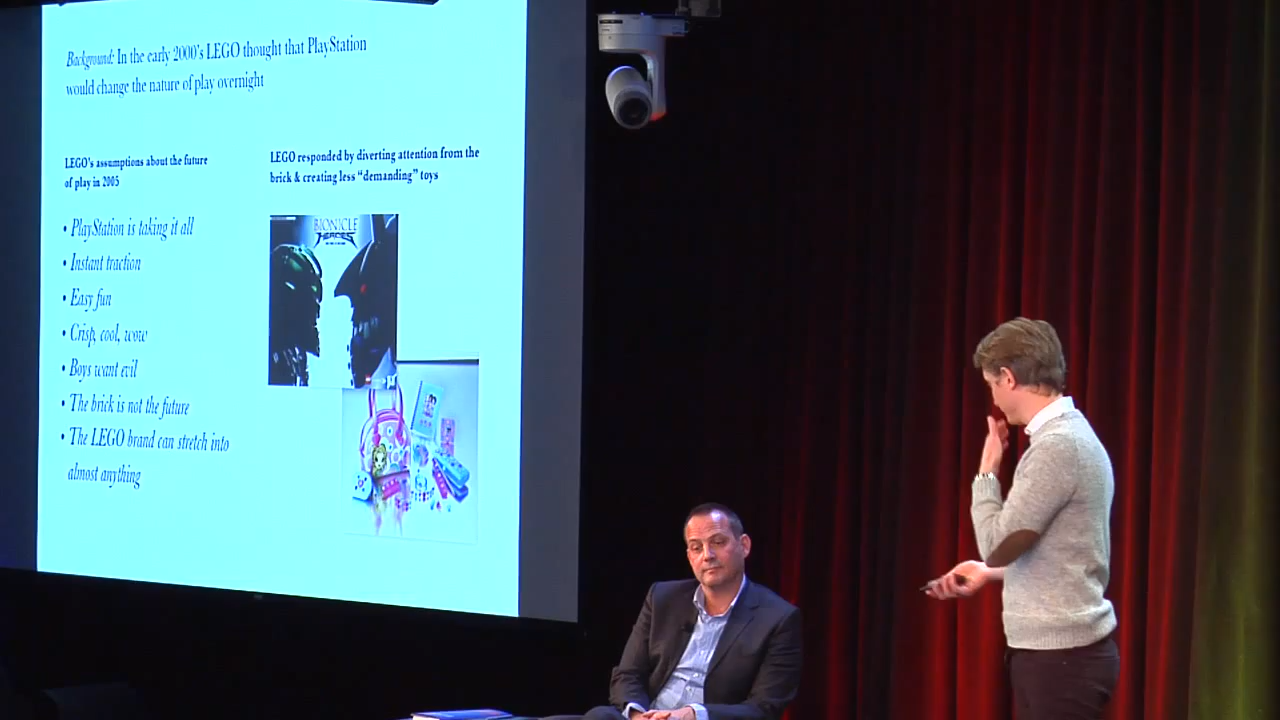 Background: In the early 2000's LEGO thought that PlayStation
would change the nature of play overnight
LEGO's assumptions about the future
of play in 2005
• PlayStation is taking it all
• Instant traction
• Easy fun
• Crisp, cool, wow
• Boys want evil
• The brick is not the future
• The LEGO brand can stretch into
almost anything
LEGO responded by diverting attention from the
brick & creating less “demanding” toys
BIONICLE
HEROES